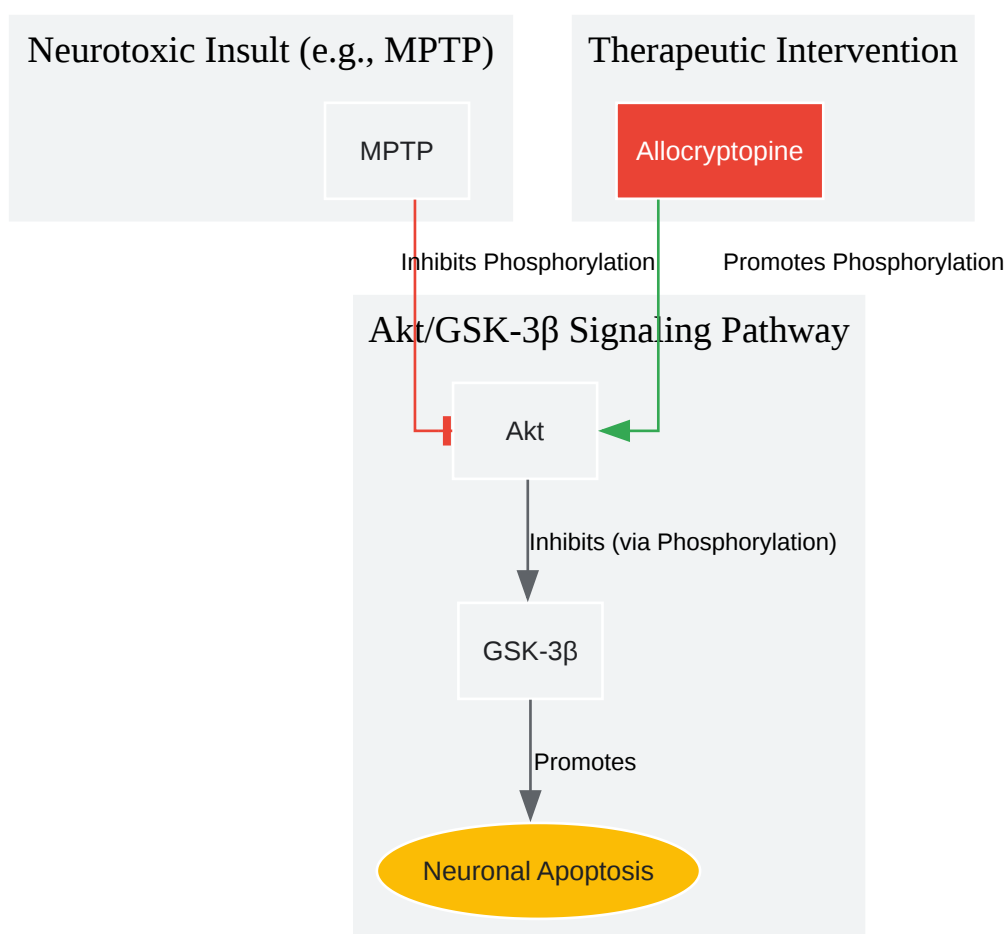 Neurotoxic Insult (e.g., MPTP)
Therapeutic Intervention
MPTP
Allocryptopine
Inhibits Phosphorylation
Promotes Phosphorylation
Akt/GSK-3β Signaling Pathway
Akt
Inhibits (via Phosphorylation)
GSK-3β
Promotes
Neuronal Apoptosis